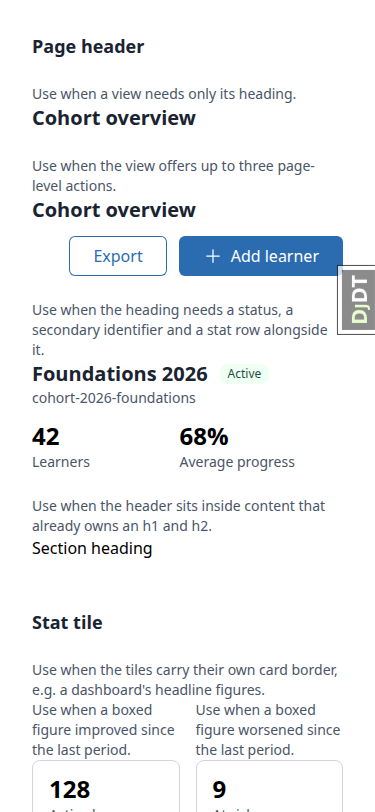 Page header
Use when a view needs only its heading.
Cohort overview
Use when the view offers up to three page-
level actions.
Cohort overview
Export
Add learner
DjDT
Use when the heading needs a status, a
secondary identifier and a stat row alongside
it.
Foundations 2026 Active
cohort-2026-foundations
42 68%
Learners Average progress
Use when the header sits inside content that
already owns an h1 and h2.
Section heading
Stat tile
Use when the tiles carry their own card border,
e.g. a dashboard's headline figures.
Use when a boxed
figure improved since
the last period.
Use when a boxed
figure worsened since
the last period.
128
9